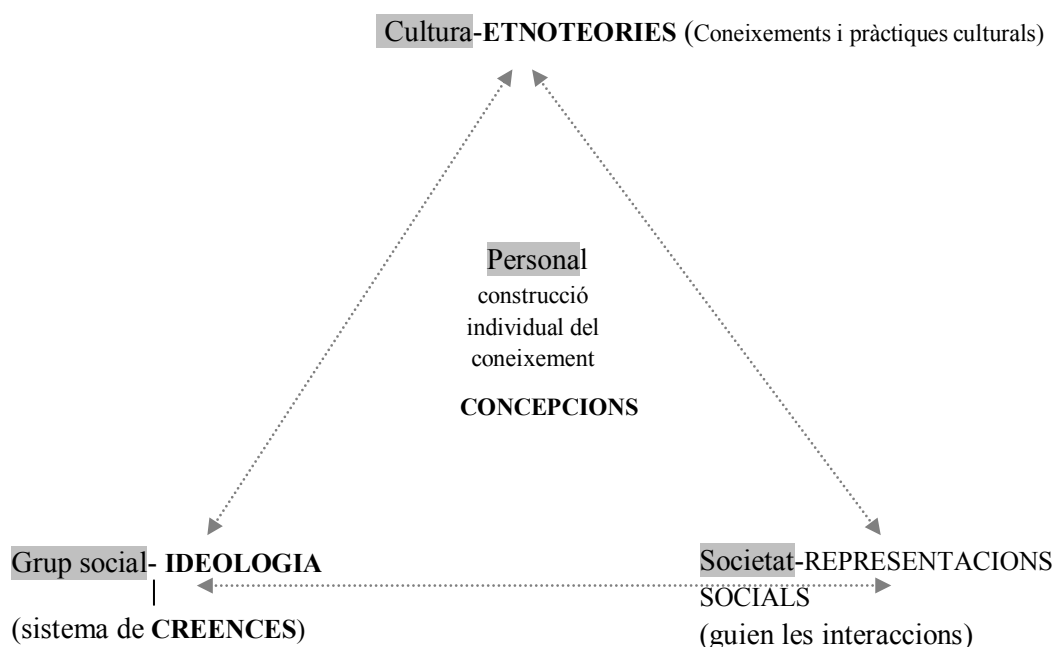 Cultura-ETNOTEORIES (Coneixements i pràctiques culturals)
Personal
construcció
individual del
coneixement
CONCEPCIONS
Grup social- IDEOLOGIA
(sistema de CREENCES)
Societat-REPRESENTACIONS
SOCIALS
(guien les interaccions)